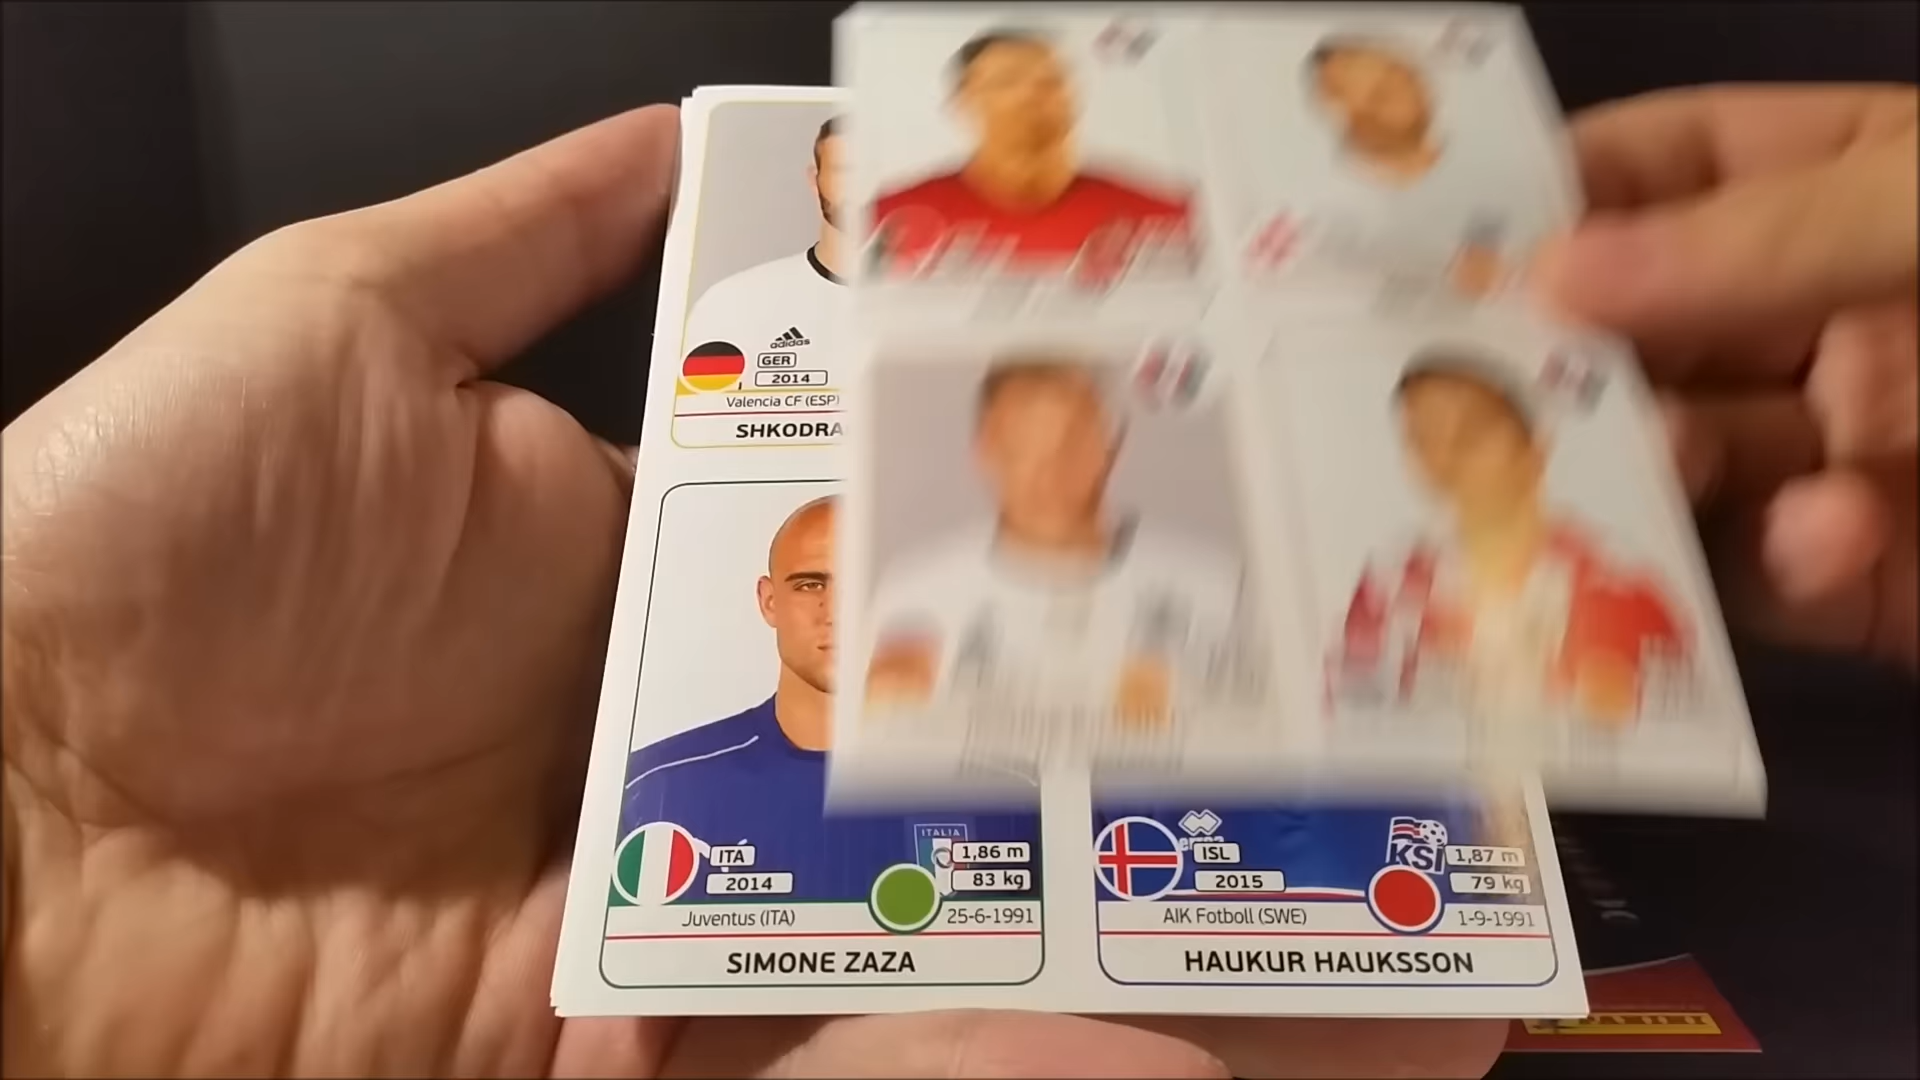 adidas
GER
2014
Valencia CF (ESP)
SHKODRA
ITALIA
ITA
2014
1,86 m
83 kg
Juventus (ITA)
25-6-1991
SIMONE ZAZA
KSI
ISL
2015
1,87 m
79 kg
AIK Fotboll (SWE)
1-9-1991
HAUKUR HAUKSSON
PANINI